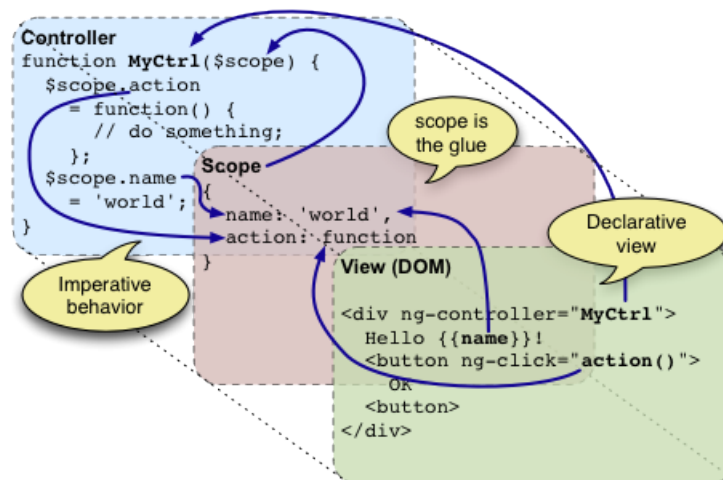 Controller
function MyCtrl($scope) {
$scope.action
= function() {
// do something;
};
$scope.name
= 'world';
}
Imperative
behavior
scope is
the glue
Scope
{
name: 'world',
action: function
}
Declarative
view
View (DOM)
<div ng-controller="MyCtrl">
Hello {{name}}!
<button ng-click="action()">
OK
<button>
</div>